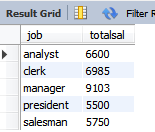 Result Grid Filter R
job totalsal
analyst 6600
clerk 6985
manager 9103
president 5500
salesman 5750